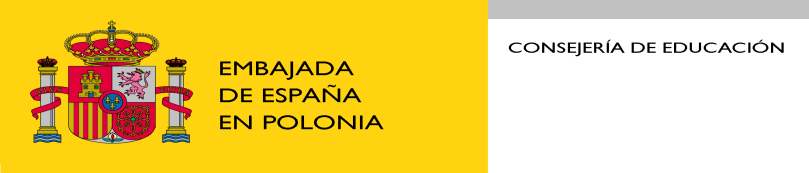 EMBAJADA
DE ESPAÑA
EN POLONIA
CONSEJERÍA DE EDUCACIÓN